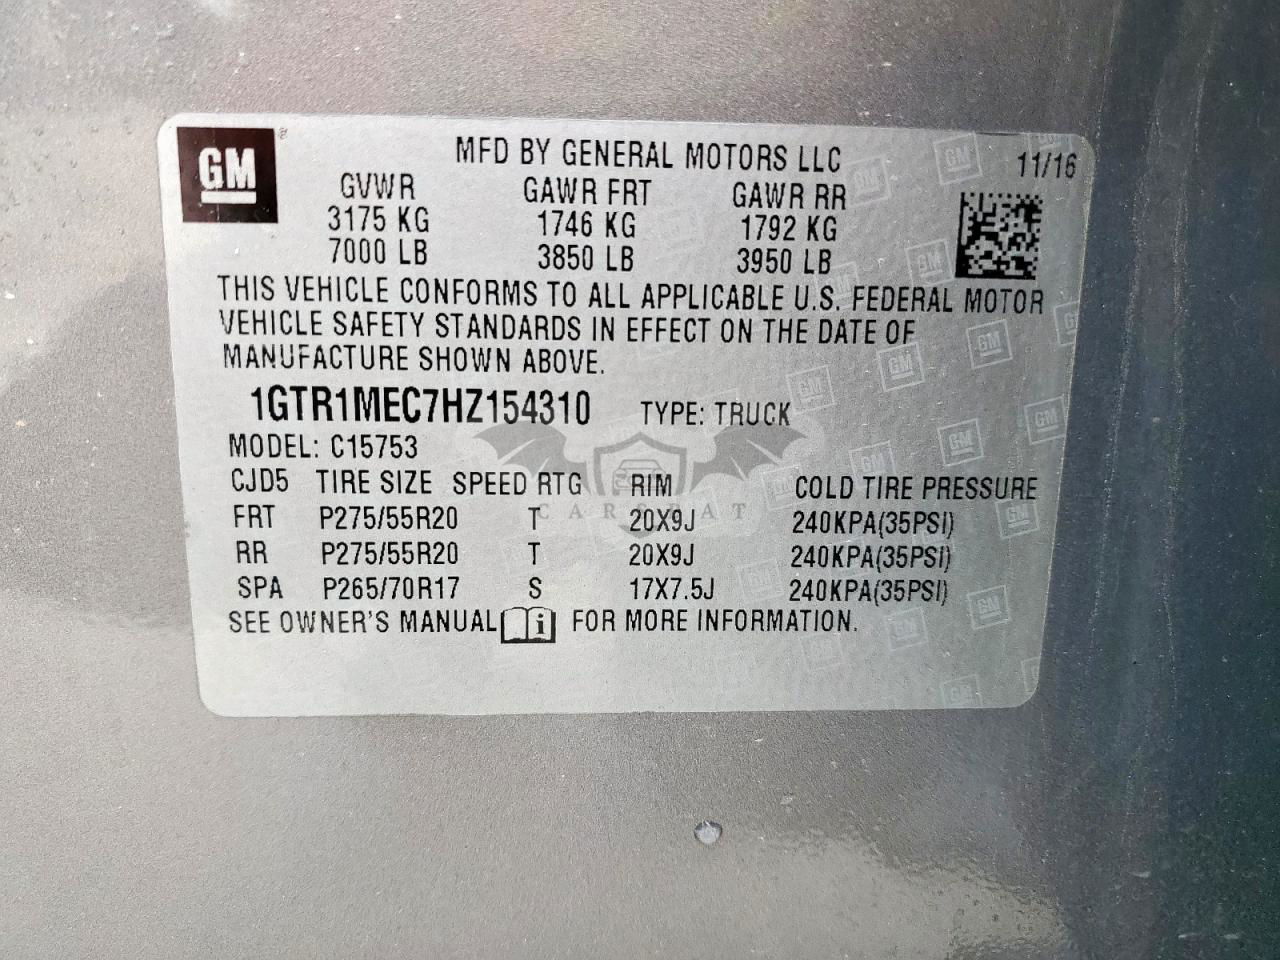 GM
MFD BY GENERAL MOTORS LLC 11/16
GVWR GAWR FRT GAWR RR
3175 KG 1746 KG 1792 KG
7000 LB 3850 LB 3950 LB
THIS VEHICLE CONFORMS TO ALL APPLICABLE U.S. FEDERAL MOTOR
VEHICLE SAFETY STANDARDS IN EFFECT ON THE DATE OF
MANUFACTURE SHOWN ABOVE.
1GTR1MEC7HZ154310 TYPE: TRUCK
MODEL: C15753
CJD5 TIRE SIZE SPEED RTG RIM COLD TIRE PRESSURE
FRT P275/55R20 T 20X9J 240KPA(35PSI)
RR P275/55R20 T 20X9J 240KPA(35PSI)
SPA P265/70R17 S 17X7.5J 240KPA(35PSI)
SEE OWNER'S MANUAL i FOR MORE INFORMATION.